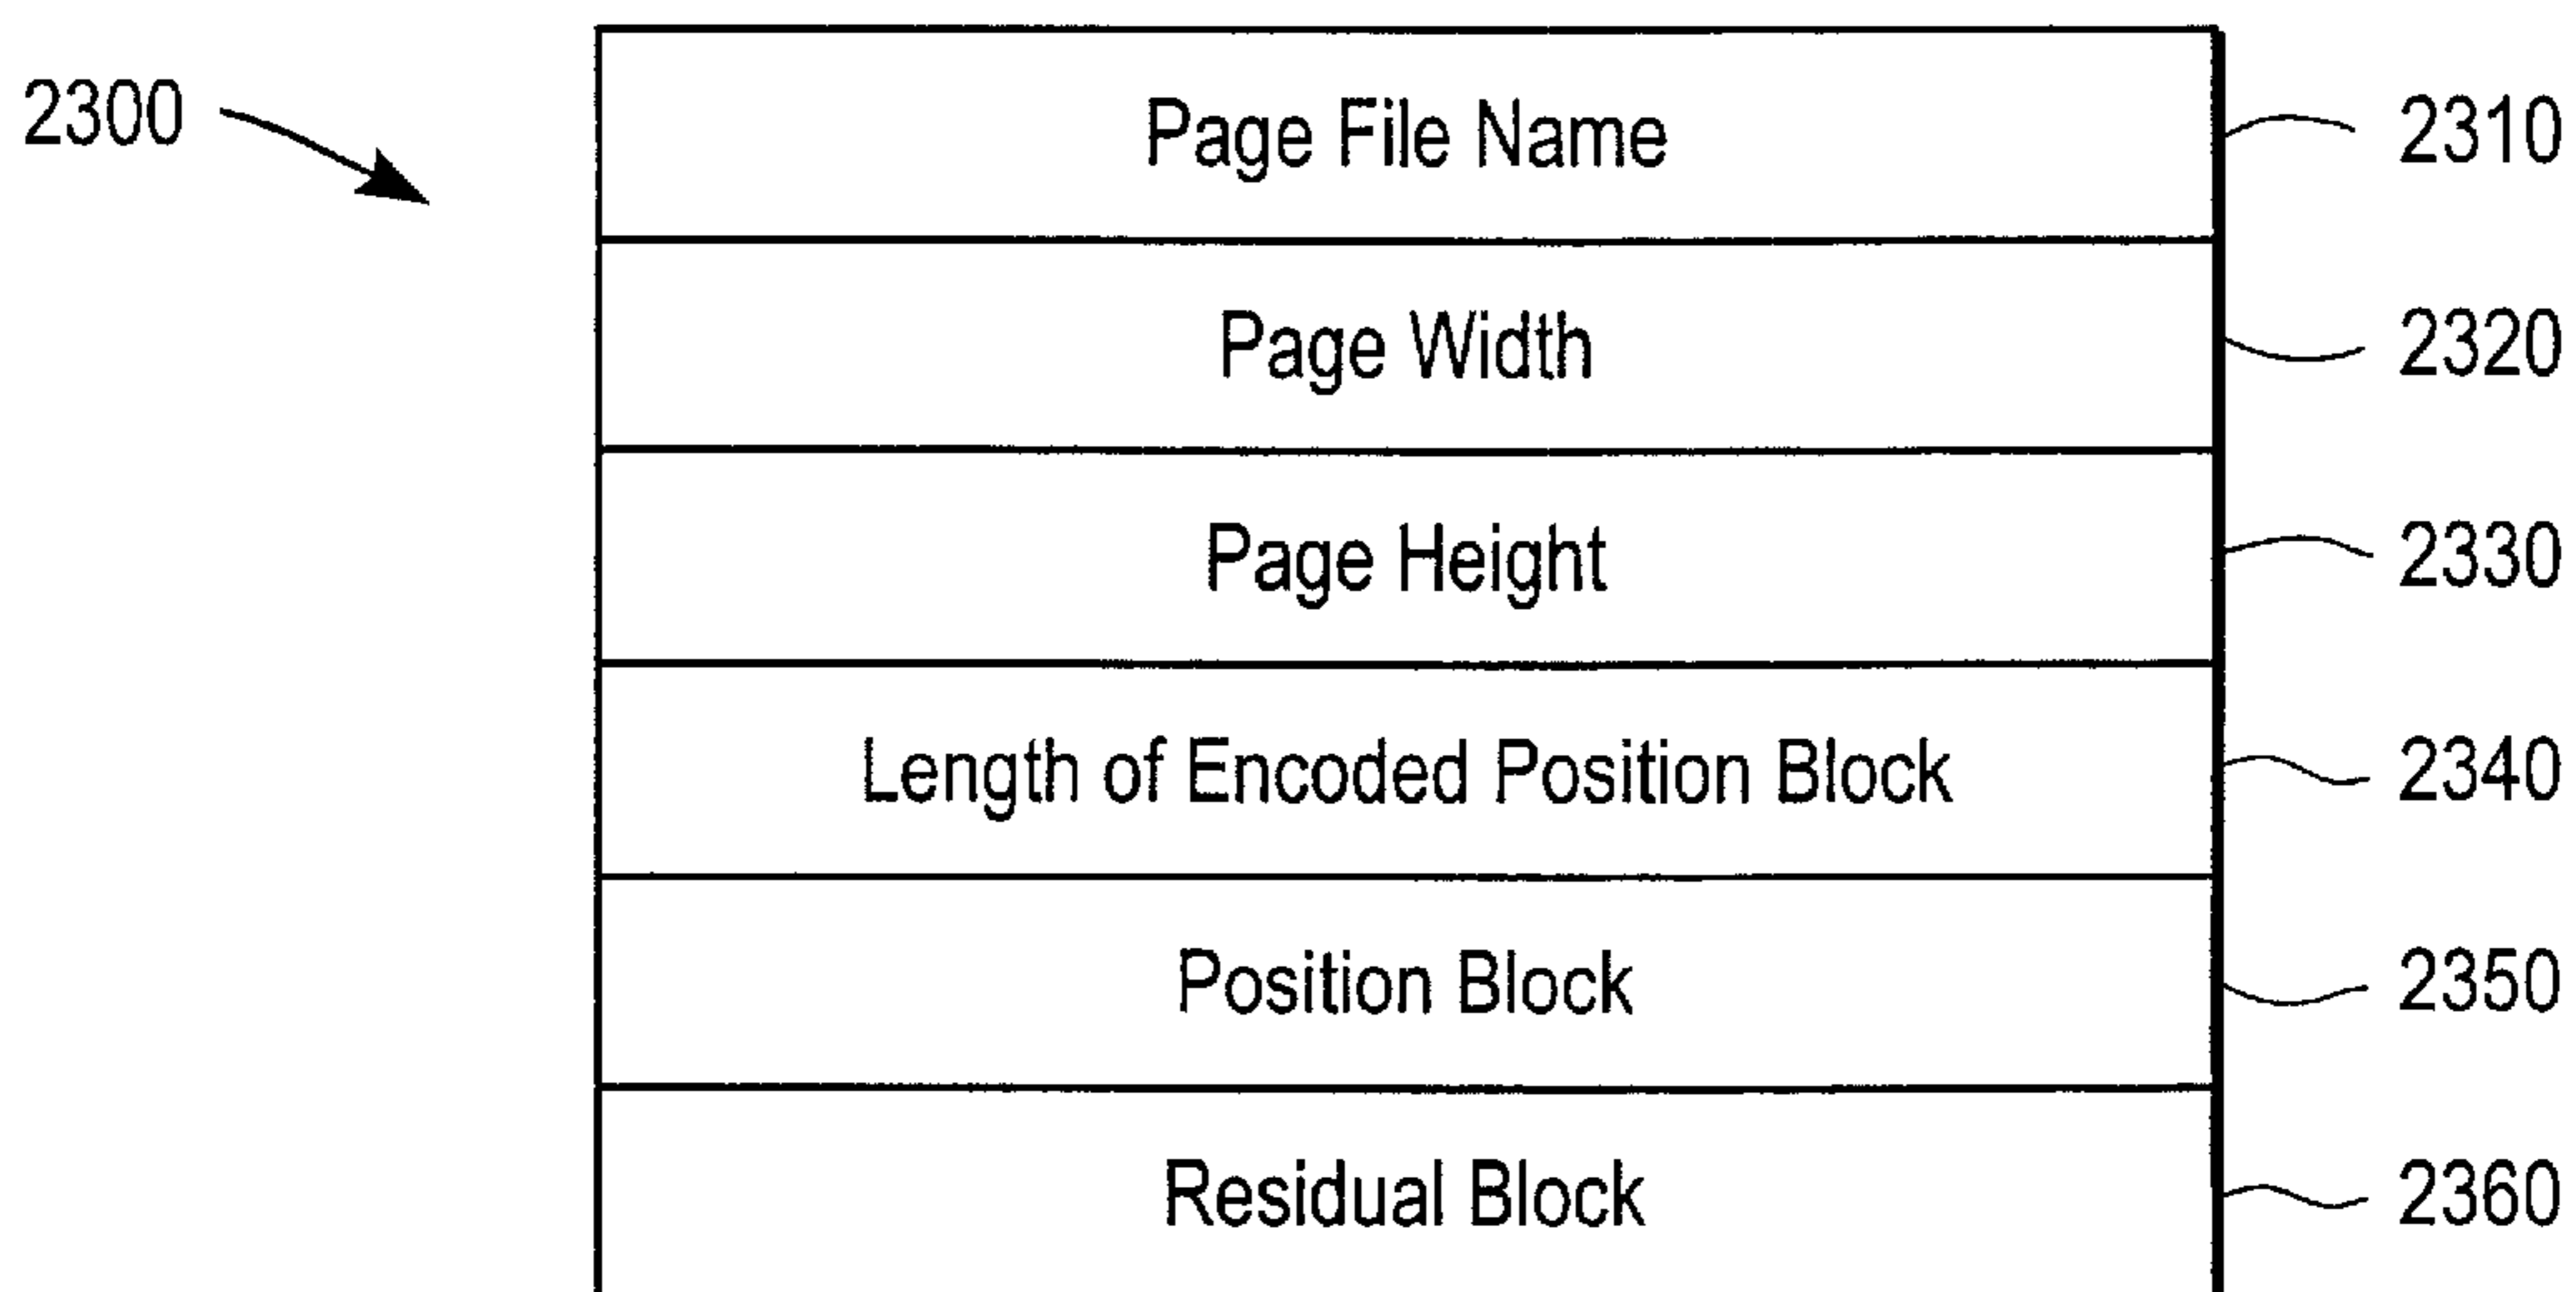 2300
Page File Name 2310
Page Width 2320
Page Height 2330
Length of Encoded Position Block 2340
Position Block 2350
Residual Block 2360